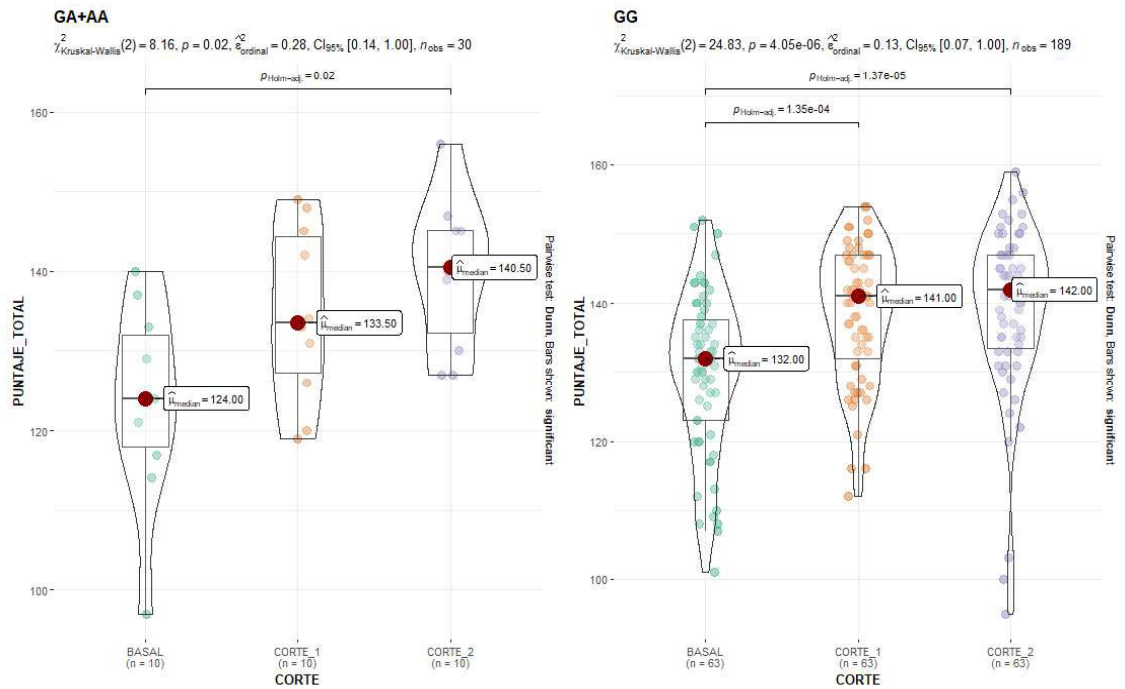 GA+AA
χ²Kruskal-Wallis(2) = 8.16, p = 0.02, ε̂²ordinal = 0.28, CI95% [0.14, 1.00], nobs = 30
pHolm-adj. = 0.02
160
140
120
100
PUNTAJE_TOTAL
μ̂median = 124.00
μ̂median = 133.50
μ̂median = 140.50
Pairwise test: Dunn, Bars shown: significant
BASAL
(n = 10)
CORTE_1
(n = 10)
CORTE_2
(n = 10)
CORTE
GG
χ²Kruskal-Wallis(2) = 24.83, p = 4.05e-06, ε̂²ordinal = 0.13, CI95% [0.07, 1.00], nobs = 189
pHolm-adj. = 1.37e-05
pHolm-adj. = 1.35e-04
160
140
120
100
PUNTAJE_TOTAL
μ̂median = 132.00
μ̂median = 141.00
μ̂median = 142.00
Pairwise test: Dunn, Bars shown: significant
BASAL
(n = 63)
CORTE_1
(n = 63)
CORTE_2
(n = 63)
CORTE